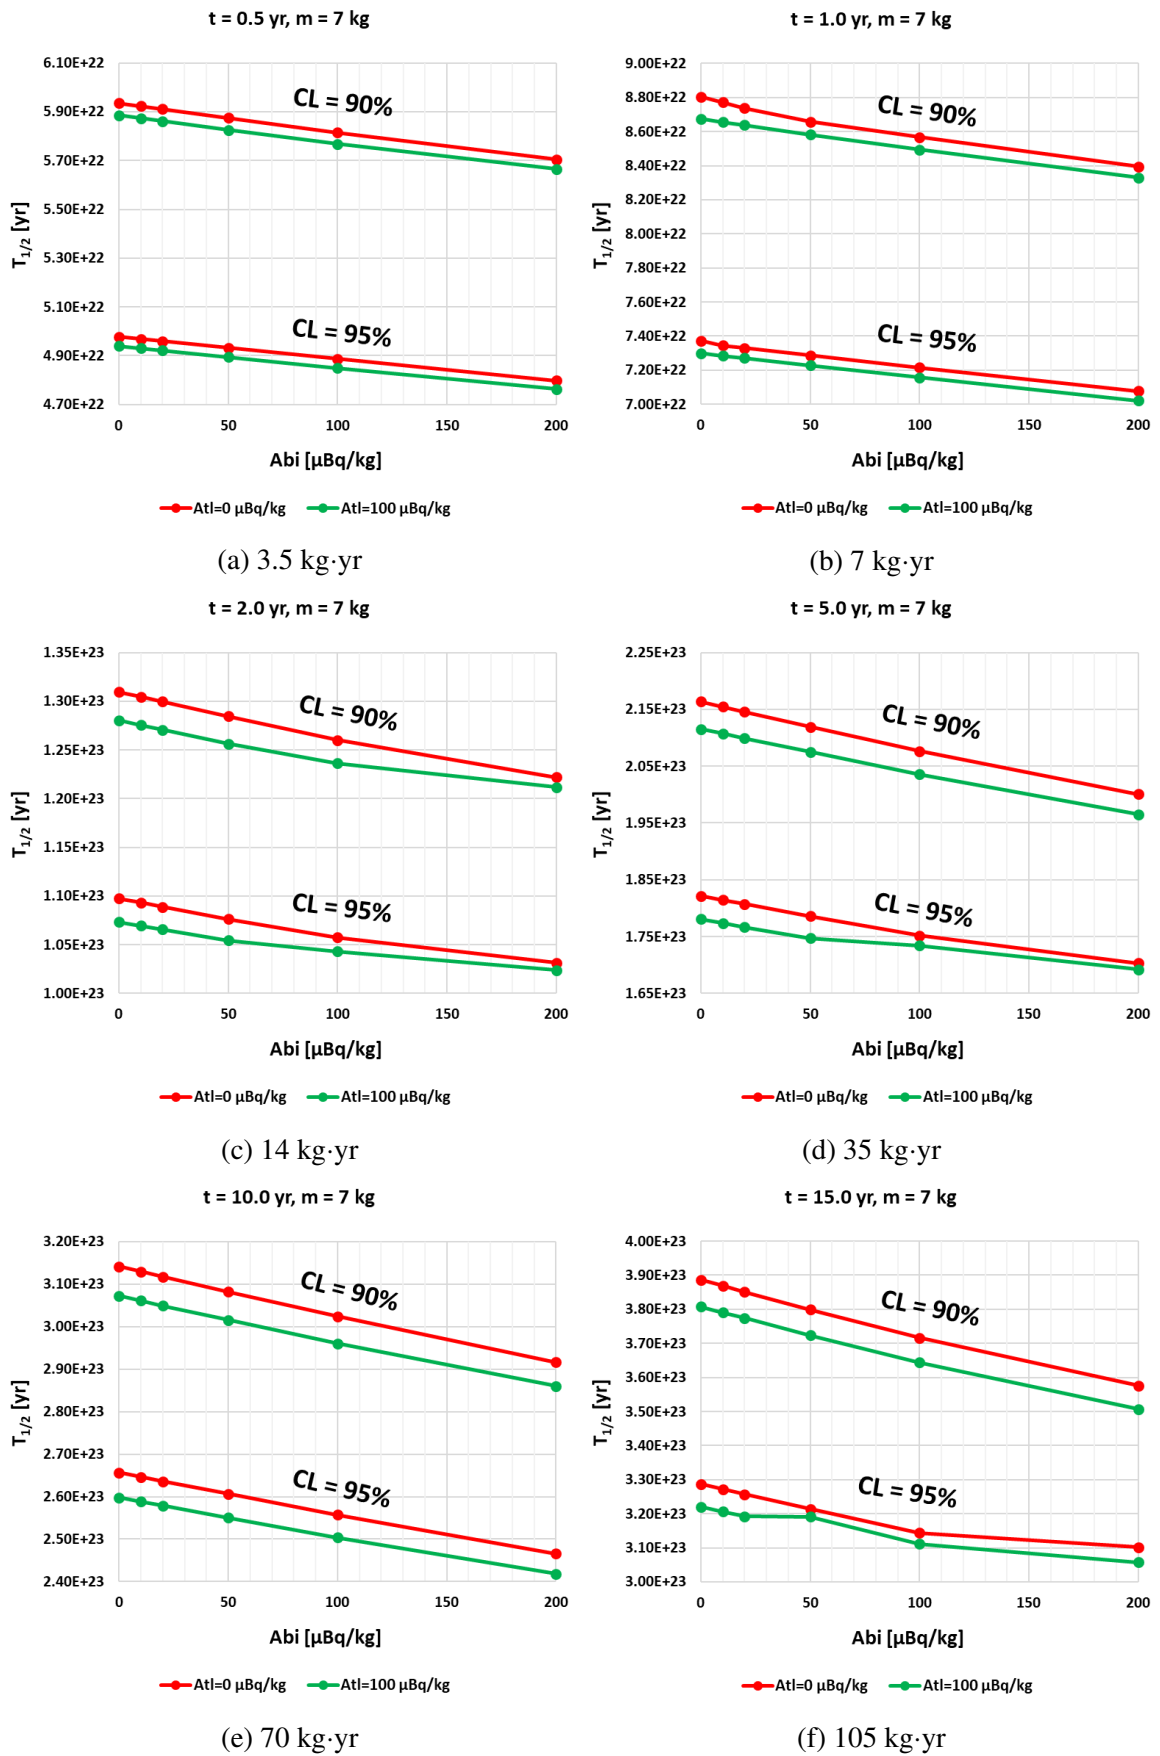 t = 0.5 yr, m = 7 kg
6.10E+22
5.90E+22
5.70E+22
5.50E+22
5.30E+22
5.10E+22
4.90E+22
4.70E+22
T1/2 [yr]
CL = 90%
CL = 95%
0 50 100 150 200
Abi [µBq/kg]
Atl=0 µBq/kg Atl=100 µBq/kg
(a) 3.5 kg·yr
t = 1.0 yr, m = 7 kg
9.00E+22
8.80E+22
8.60E+22
8.40E+22
8.20E+22
8.00E+22
7.80E+22
7.60E+22
7.40E+22
7.20E+22
7.00E+22
T1/2 [yr]
CL = 90%
CL = 95%
0 50 100 150 200
Abi [µBq/kg]
Atl=0 µBq/kg Atl=100 µBq/kg
(b) 7 kg·yr
t = 2.0 yr, m = 7 kg
1.35E+23
1.30E+23
1.25E+23
1.20E+23
1.15E+23
1.10E+23
1.05E+23
1.00E+23
T1/2 [yr]
CL = 90%
CL = 95%
0 50 100 150 200
Abi [µBq/kg]
Atl=0 µBq/kg Atl=100 µBq/kg
(c) 14 kg·yr
t = 5.0 yr, m = 7 kg
2.25E+23
2.15E+23
2.05E+23
1.95E+23
1.85E+23
1.75E+23
1.65E+23
T1/2 [yr]
CL = 90%
CL = 95%
0 50 100 150 200
Abi [µBq/kg]
Atl=0 µBq/kg Atl=100 µBq/kg
(d) 35 kg·yr
t = 10.0 yr, m = 7 kg
3.20E+23
3.10E+23
3.00E+23
2.90E+23
2.80E+23
2.70E+23
2.60E+23
2.50E+23
2.40E+23
T1/2 [yr]
CL = 90%
CL = 95%
0 50 100 150 200
Abi [µBq/kg]
Atl=0 µBq/kg Atl=100 µBq/kg
(e) 70 kg·yr
t = 15.0 yr, m = 7 kg
4.00E+23
3.90E+23
3.80E+23
3.70E+23
3.60E+23
3.50E+23
3.40E+23
3.30E+23
3.20E+23
3.10E+23
3.00E+23
T1/2 [yr]
CL = 90%
CL = 95%
0 50 100 150 200
Abi [µBq/kg]
Atl=0 µBq/kg Atl=100 µBq/kg
(f) 105 kg·yr